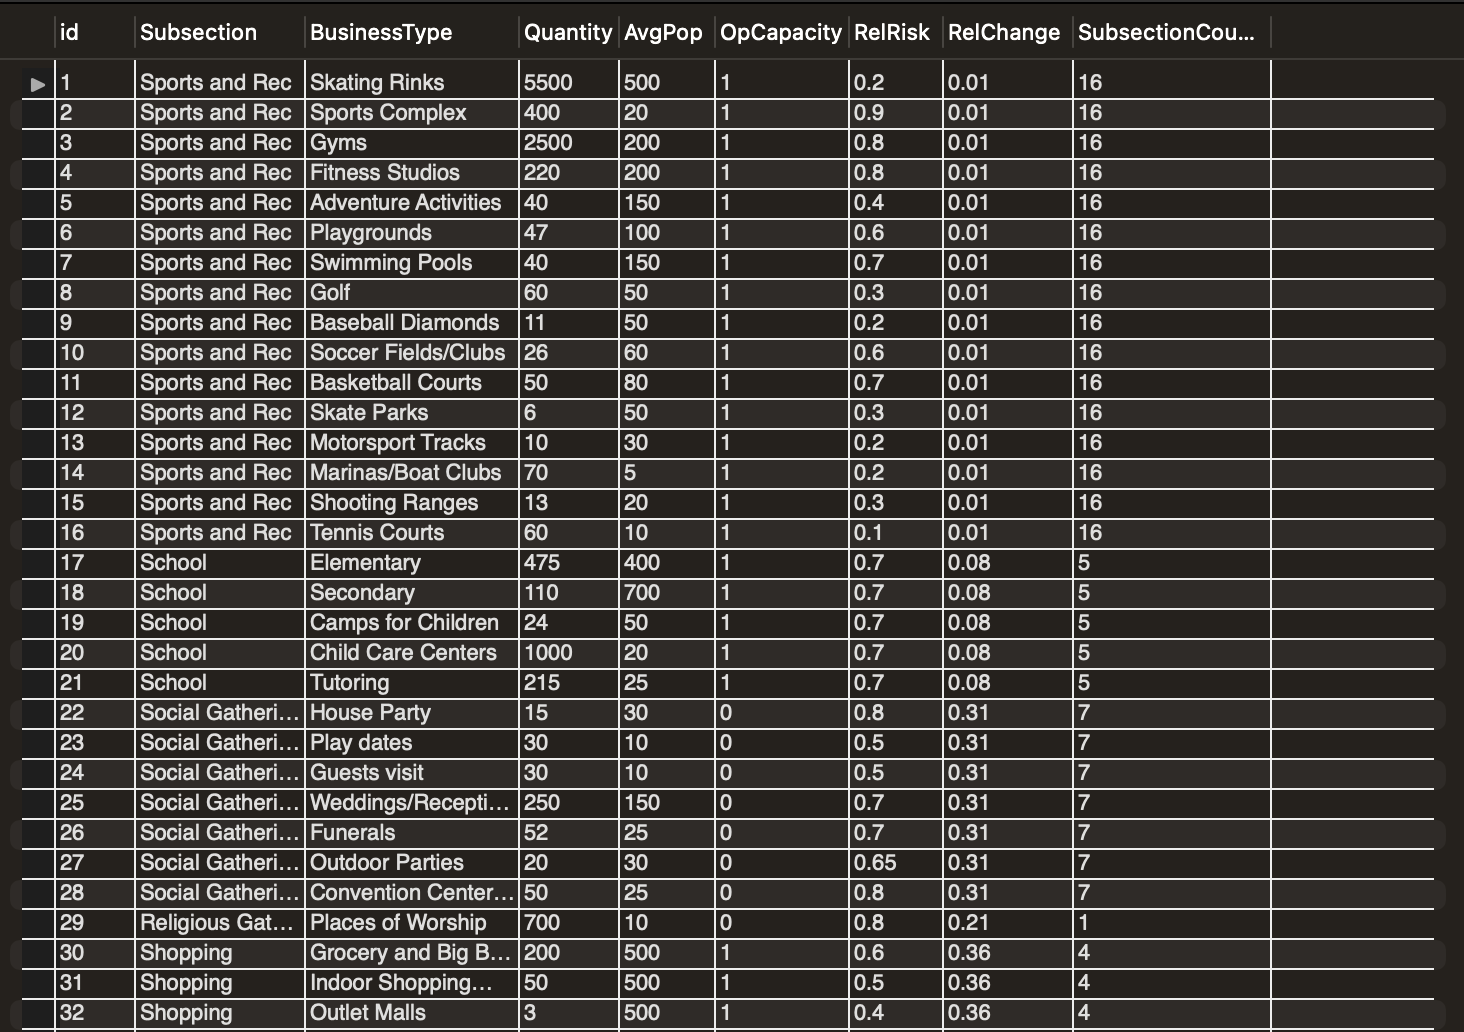 id Subsection BusinessType Quantity AvgPop OpCapacity RelRisk RelChange SubsectionCou...
1 Sports and Rec Skating Rinks 5500 500 1 0.2 0.01 16
2 Sports and Rec Sports Complex 400 20 1 0.9 0.01 16
3 Sports and Rec Gyms 2500 200 1 0.8 0.01 16
4 Sports and Rec Fitness Studios 220 200 1 0.8 0.01 16
5 Sports and Rec Adventure Activities 40 150 1 0.4 0.01 16
6 Sports and Rec Playgrounds 47 100 1 0.6 0.01 16
7 Sports and Rec Swimming Pools 40 150 1 0.7 0.01 16
8 Sports and Rec Golf 60 50 1 0.3 0.01 16
9 Sports and Rec Baseball Diamonds 11 50 1 0.2 0.01 16
10 Sports and Rec Soccer Fields/Clubs 26 60 1 0.6 0.01 16
11 Sports and Rec Basketball Courts 50 80 1 0.7 0.01 16
12 Sports and Rec Skate Parks 6 50 1 0.3 0.01 16
13 Sports and Rec Motorsport Tracks 10 30 1 0.2 0.01 16
14 Sports and Rec Marinas/Boat Clubs 70 5 1 0.2 0.01 16
15 Sports and Rec Shooting Ranges 13 20 1 0.3 0.01 16
16 Sports and Rec Tennis Courts 60 10 1 0.1 0.01 16
17 School Elementary 475 400 1 0.7 0.08 5
18 School Secondary 110 700 1 0.7 0.08 5
19 School Camps for Children 24 50 1 0.7 0.08 5
20 School Child Care Centers 1000 20 1 0.7 0.08 5
21 School Tutoring 215 25 1 0.7 0.08 5
22 Social Gatheri... House Party 15 30 0 0.8 0.31 7
23 Social Gatheri... Play dates 30 10 0 0.5 0.31 7
24 Social Gatheri... Guests visit 30 10 0 0.5 0.31 7
25 Social Gatheri... Weddings/Recepti... 250 150 0 0.7 0.31 7
26 Social Gatheri... Funerals 52 25 0 0.7 0.31 7
27 Social Gatheri... Outdoor Parties 20 30 0 0.65 0.31 7
28 Social Gatheri... Convention Center... 50 25 0 0.8 0.31 7
29 Religious Gat... Places of Worship 700 10 0 0.8 0.21 1
30 Shopping Grocery and Big B... 200 500 1 0.6 0.36 4
31 Shopping Indoor Shopping... 50 500 1 0.5 0.36 4
32 Shopping Outlet Malls 3 500 1 0.4 0.36 4